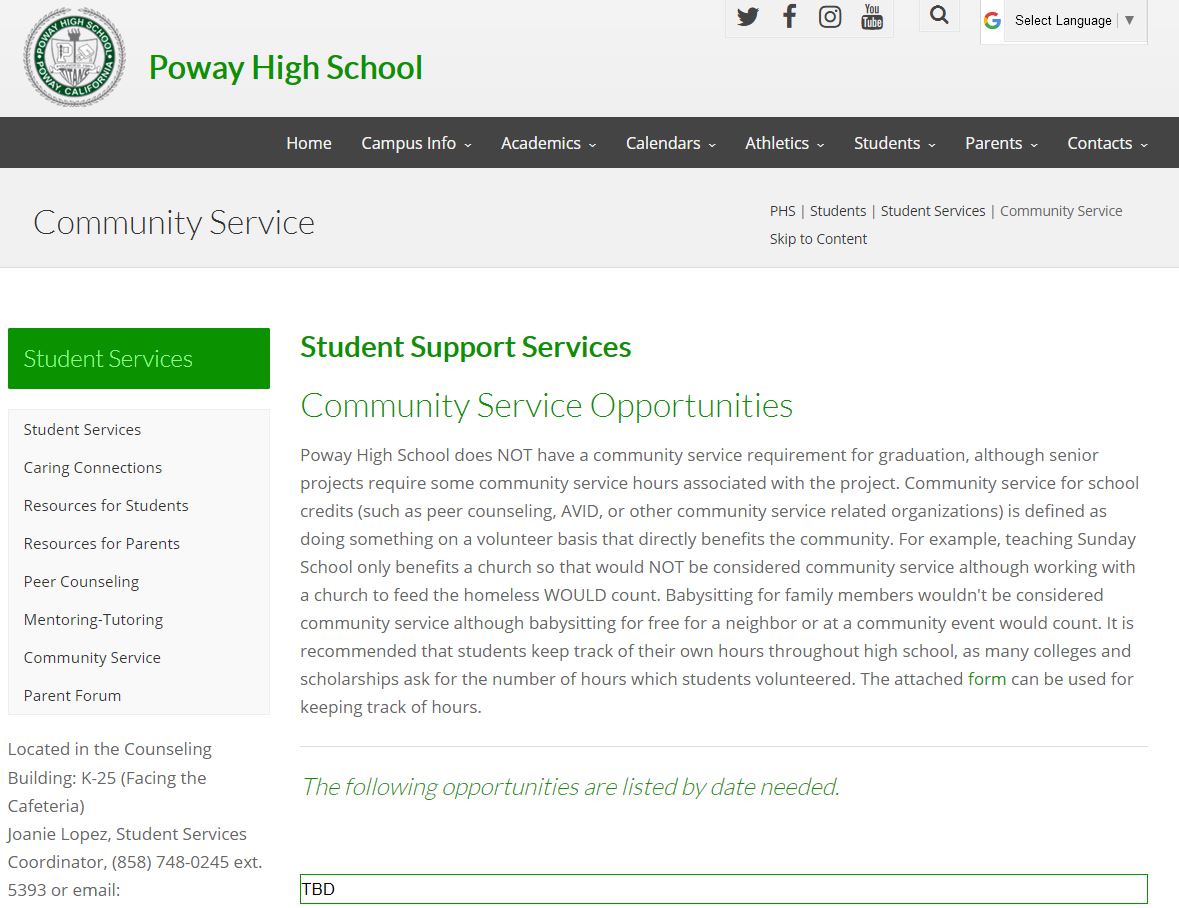 POWAY HIGH SCHOOL
POWAY, CALIFORNIA
TITANS
Poway High School
You
Tube
G Select Language ▼
Home Campus Info Academics Calendars Athletics Students Parents Contacts
Community Service
PHS | Students | Student Services | Community Service
Skip to Content
Student Services
Student Services
Caring Connections
Resources for Students
Resources for Parents
Peer Counseling
Mentoring-Tutoring
Community Service
Parent Forum
Located in the Counseling
Building: K-25 (Facing the
Cafeteria)
Joanie Lopez, Student Services
Coordinator, (858) 748-0245 ext.
5393 or email:
Student Support Services
Community Service Opportunities
Poway High School does NOT have a community service requirement for graduation, although senior
projects require some community service hours associated with the project. Community service for school
credits (such as peer counseling, AVID, or other community service related organizations) is defined as
doing something on a volunteer basis that directly benefits the community. For example, teaching Sunday
School only benefits a church so that would NOT be considered community service although working with
a church to feed the homeless WOULD count. Babysitting for family members wouldn't be considered
community service although babysitting for free for a neighbor or at a community event would count. It is
recommended that students keep track of their own hours throughout high school, as many colleges and
scholarships ask for the number of hours which students volunteered. The attached form can be used for
keeping track of hours.
The following opportunities are listed by date needed.
TBD